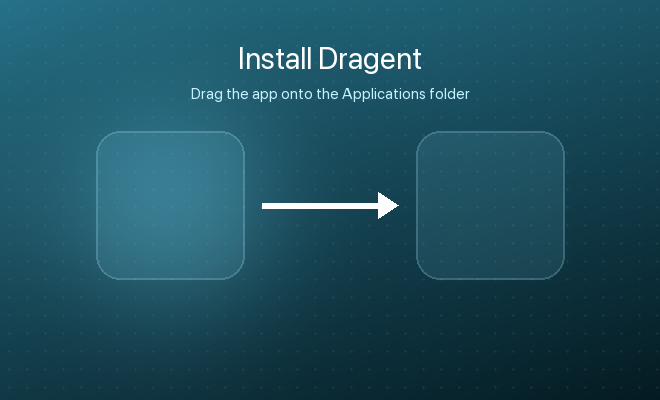 Install Dragent
Drag the app onto the Applications folder